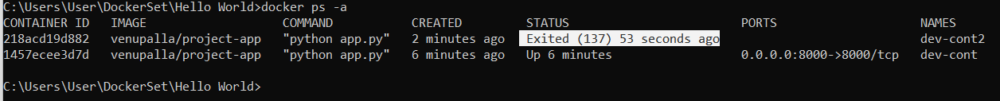 C:\Users\User\DockerSet\Hello World>docker ps -a
CONTAINER ID   IMAGE                   COMMAND           CREATED         STATUS                       PORTS                    NAMES
218acd19d882   venupalla/project-app   "python app.py"   2 minutes ago   Exited (137) 53 seconds ago                            dev-cont2
1457ecee3d7d   venupalla/project-app   "python app.py"   6 minutes ago   Up 6 minutes                 0.0.0.0:8000->8000/tcp   dev-cont
C:\Users\User\DockerSet\Hello World>